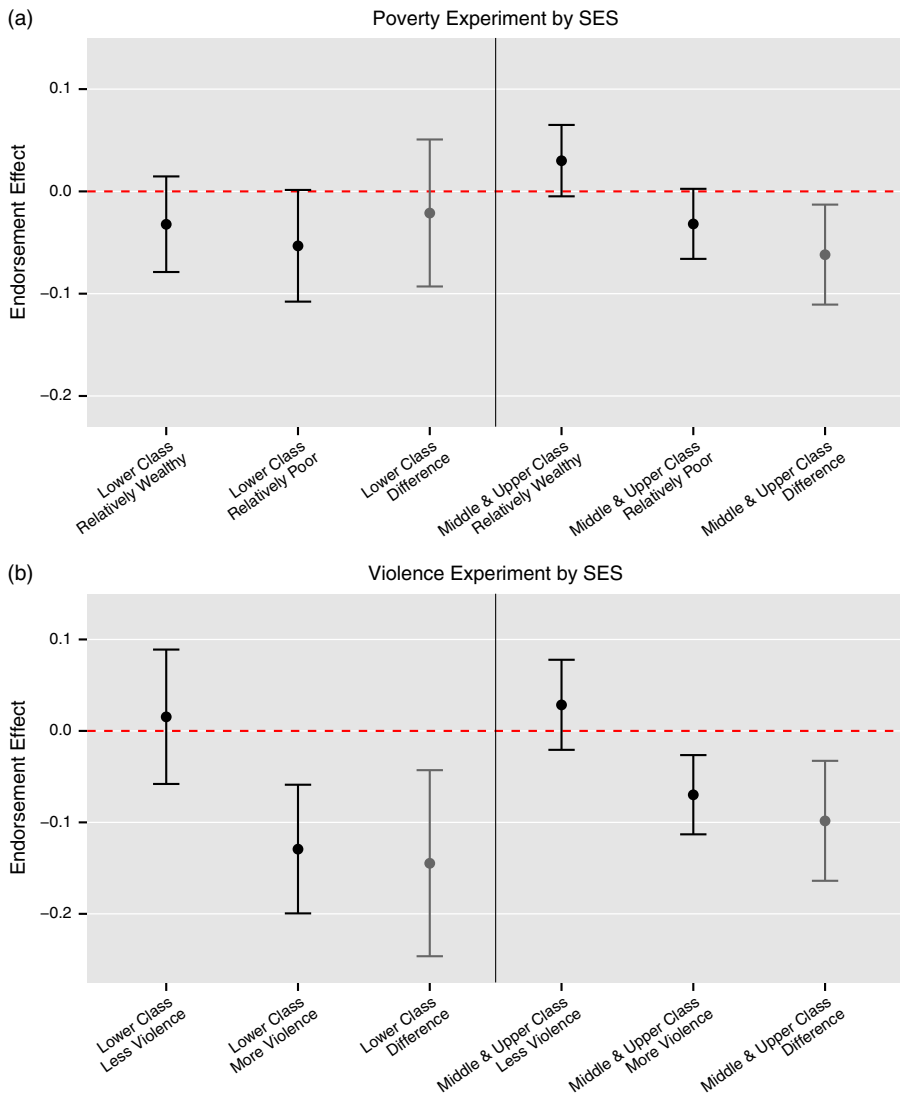 (a)
Poverty Experiment by SES
Endorsement Effect
0.1
0.0
−0.1
−0.2
Lower Class
Relatively Wealthy
Lower Class
Relatively Poor
Lower Class
Difference
Middle & Upper Class
Relatively Wealthy
Middle & Upper Class
Relatively Poor
Middle & Upper Class
Difference
(b)
Violence Experiment by SES
Endorsement Effect
0.1
0.0
−0.1
−0.2
Lower Class
Less Violence
Lower Class
More Violence
Lower Class
Difference
Middle & Upper Class
Less Violence
Middle & Upper Class
More Violence
Middle & Upper Class
Difference